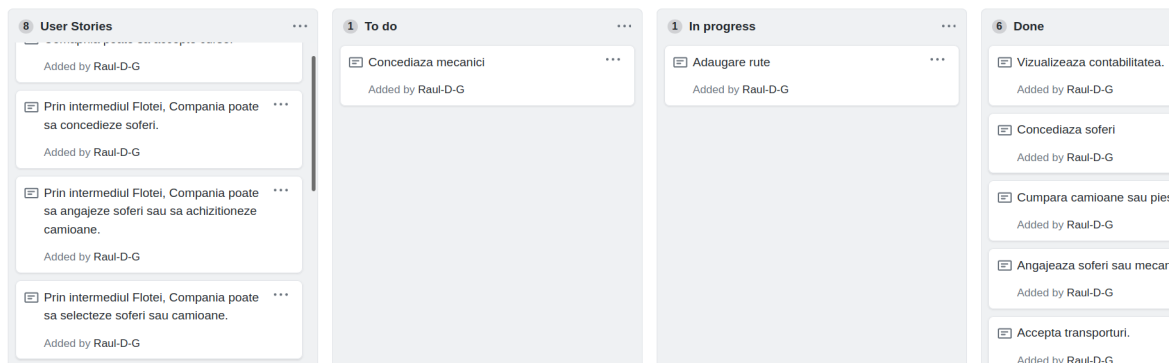 8 User Stories
Added by Raul-D-G
Prin intermediul Flotei, Compania poate
sa concedieze soferi.
Added by Raul-D-G
Prin intermediul Flotei, Compania poate
sa angajeze soferi sau sa achizitioneze
camioane.
Added by Raul-D-G
Prin intermediul Flotei, Compania poate
sa selecteze soferi sau camioane.
Added by Raul-D-G
1 To do
Concediaza mecanici
Added by Raul-D-G
1 In progress
Adaugare rute
Added by Raul-D-G
6 Done
Vizualizeaza contabilitatea.
Added by Raul-D-G
Concediaza soferi
Added by Raul-D-G
Cumpara camioane sau pies
Added by Raul-D-G
Angajeaza soferi sau mecan
Added by Raul-D-G
Accepta transporturi.
Added by Raul-D-G